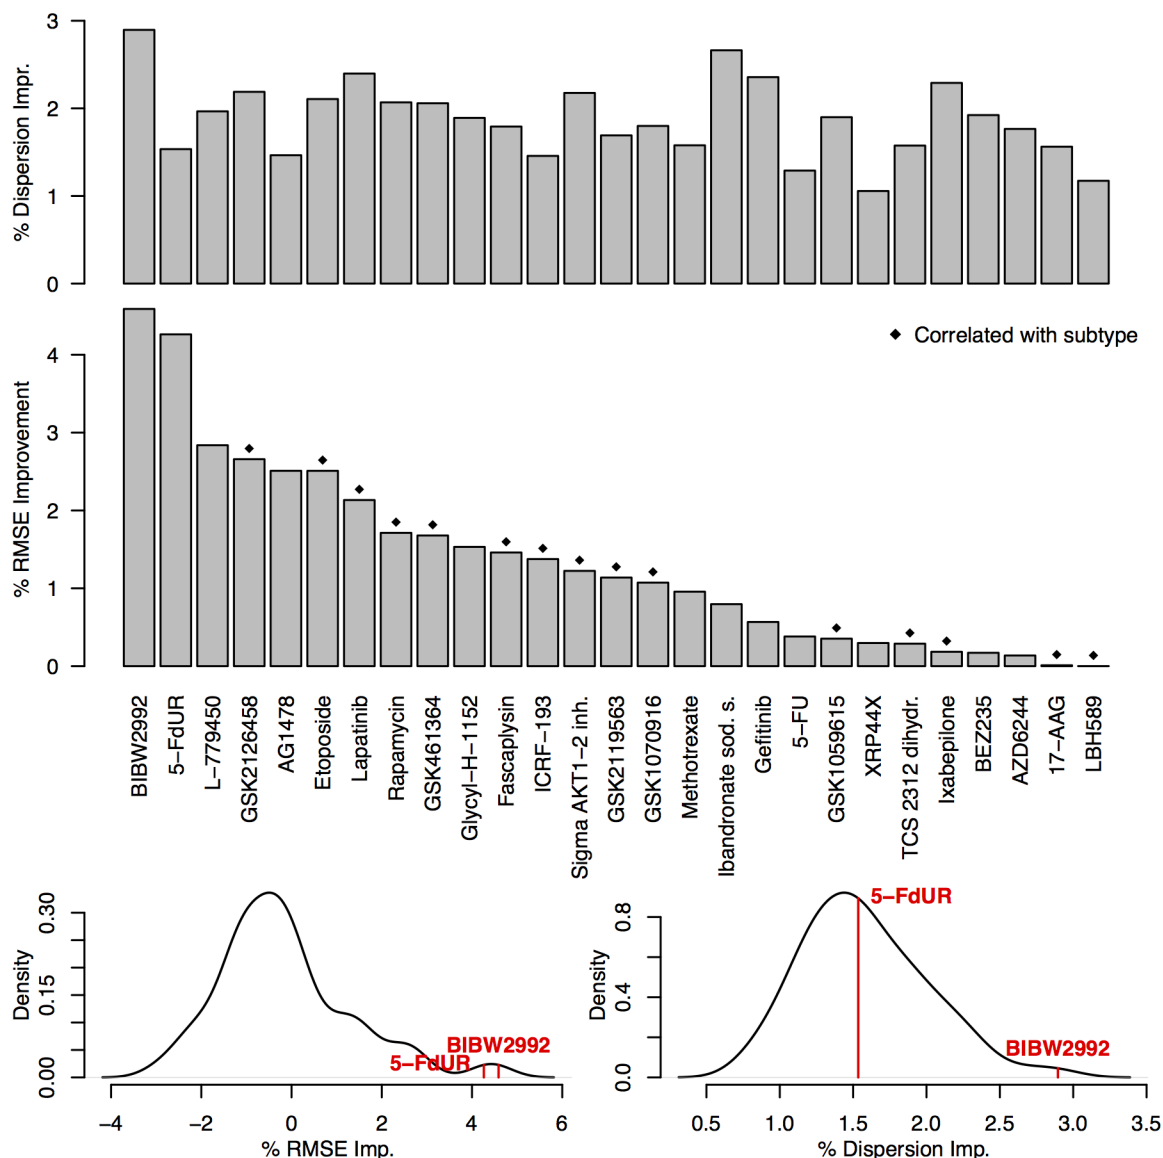 % Dispersion Impr.
3
2
1
0
% RMSE Improvement
4
3
2
1
0
◆ Correlated with subtype
BIBW2992
5−FdUR
L−779450
GSK2126458
AG1478
Etoposide
Lapatinib
Rapamycin
GSK461364
Glycyl−H−1152
Fascaplysin
ICRF−193
Sigma AKT1−2 inh.
GSK2119563
GSK1070916
Methotrexate
Ibandronate sod. s.
Gefitinib
5−FU
GSK1059615
XRP44X
TCS 2312 dihydr.
Ixabepilone
BEZ235
AZD6244
17−AAG
LBH589
Density
0.30
0.15
0.00
BIBW2992
5−FdUR
−4 −2 0 2 4 6
% RMSE Imp.
Density
0.8
0.4
0.0
5−FdUR
BIBW2992
0.5 1.0 1.5 2.0 2.5 3.0 3.5
% Dispersion Imp.